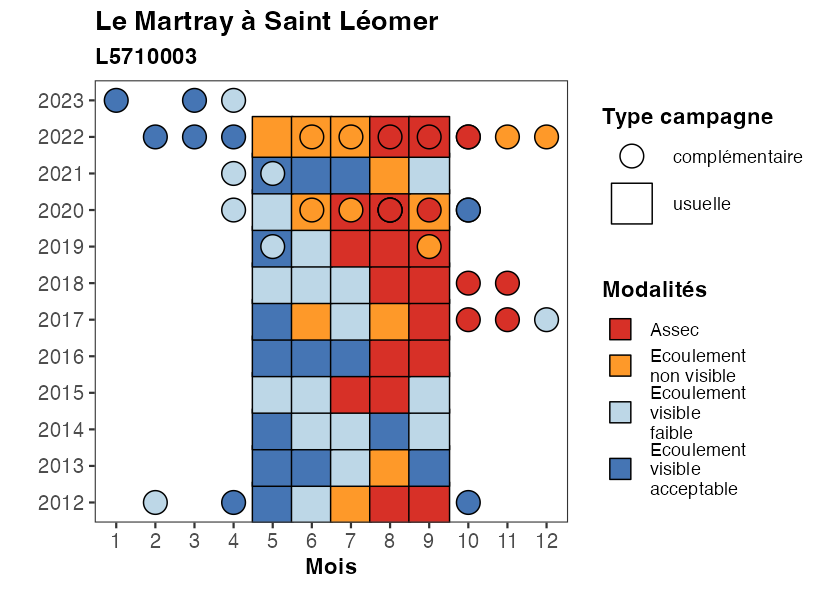 Le Martray à Saint Léomer
L5710003
2023
2022
2021
2020
2019
2018
2017
2016
2015
2014
2013
2012
1 2 3 4 5 6 7 8 9 10 11 12
Mois
Type campagne
complémentaire
usuelle
Modalités
Assec
Ecoulement
non visible
Ecoulement
visible
faible
Ecoulement
visible
acceptable